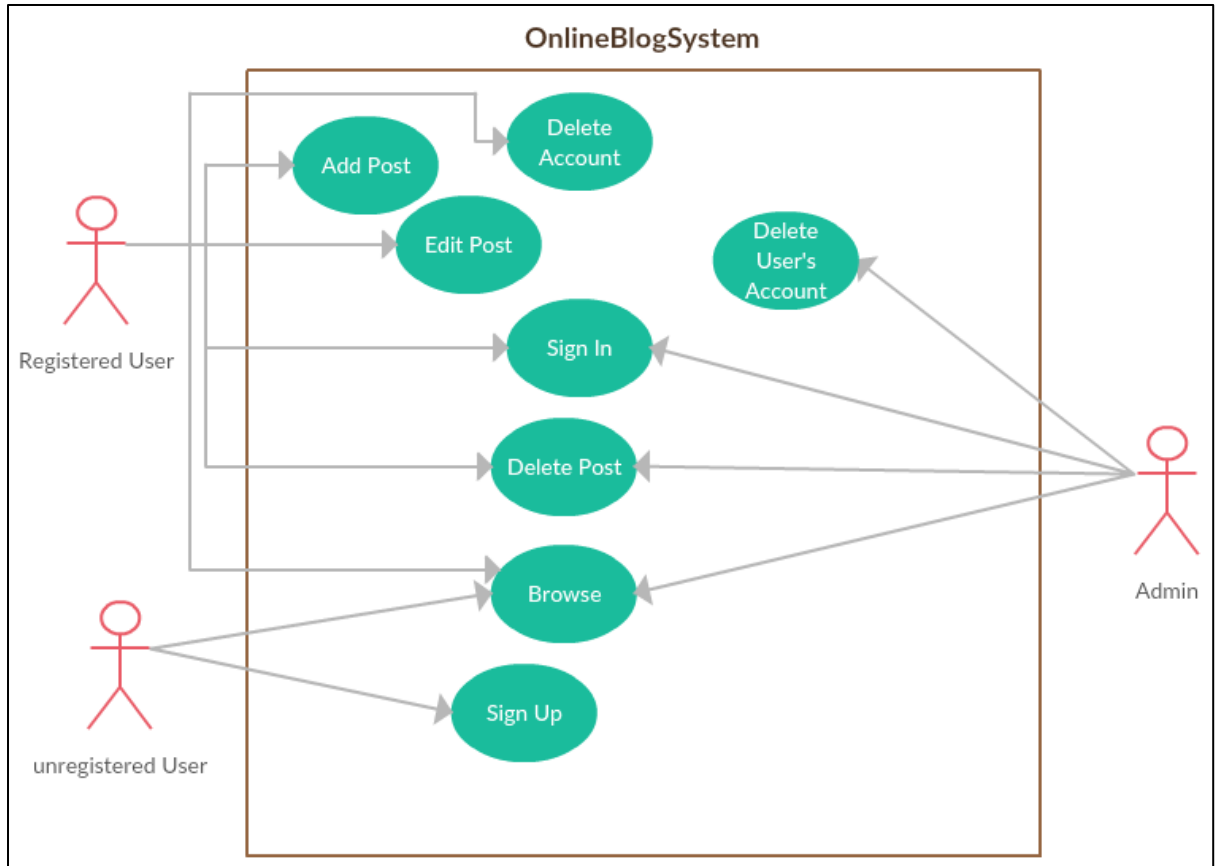 OnlineBlogSystem
Delete
Account
Add Post
Edit Post
Delete
User's
Account
Registered User
Sign In
Delete Post
Browse
Admin
Sign Up
unregistered User